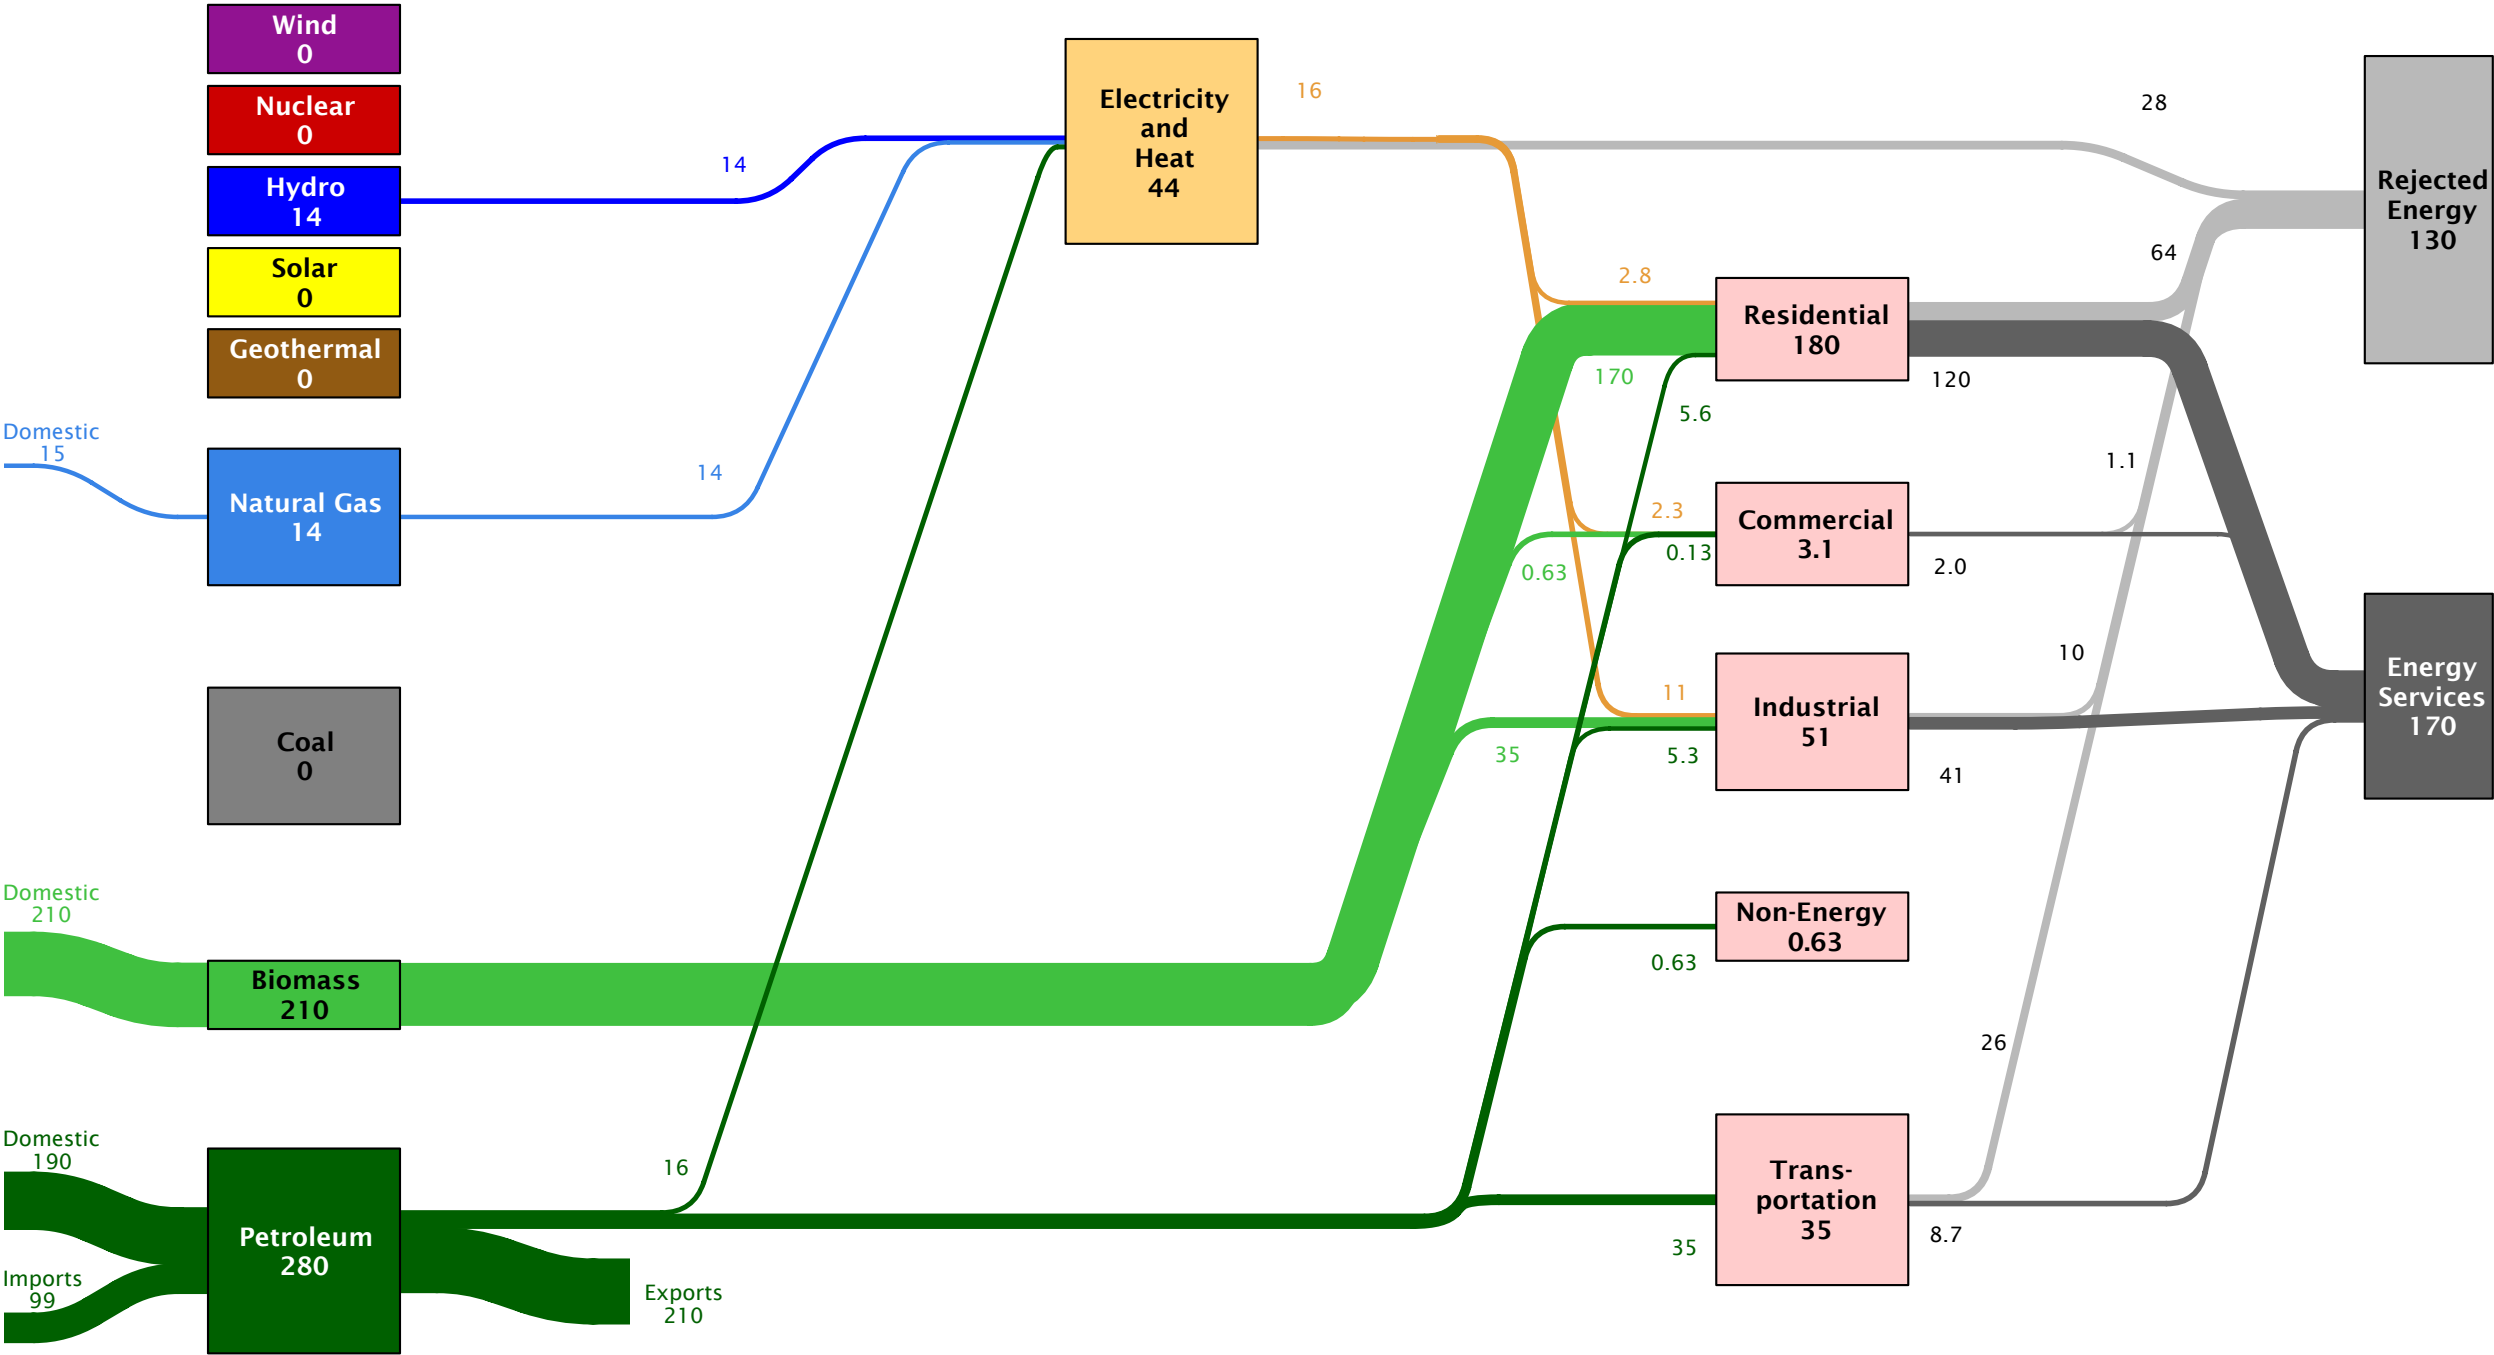 Wind
0
Nuclear
0
Hydro
14
Solar
0
Geothermal
0
Domestic
15
Natural Gas
14
Coal
0
Domestic
210
Biomass
210
Domestic
190
Imports
99
Petroleum
280
Exports
210
14
14
16
Electricity
and
Heat
44
16
28
2.8
170
5.6
Residential
180
64
120
2.3
0.63
0.13
Commercial
3.1
1.1
2.0
11
35
5.3
Industrial
51
10
41
Non-Energy
0.63
0.63
26
Trans-
portation
35
35
8.7
Rejected
Energy
130
Energy
Services
170